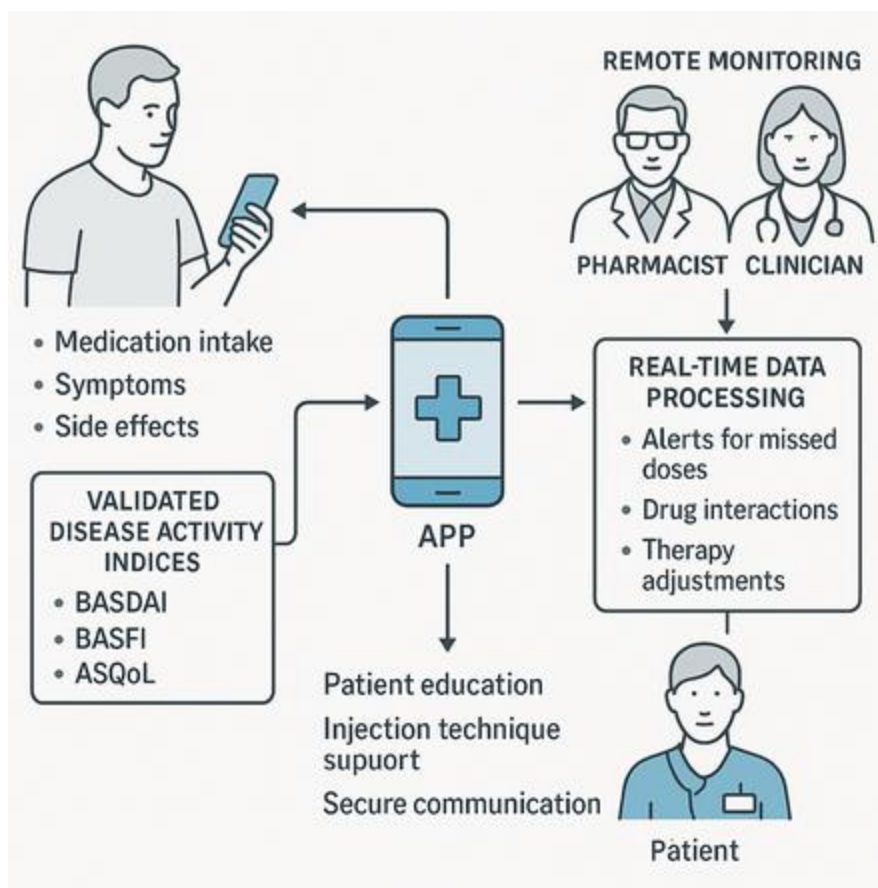 REMOTE MONITORING
PHARMACIST CLINICIAN
• Medication intake
• Symptoms
• Side effects
VALIDATED
DISEASE ACTIVITY
INDICES
• BASDAI
• BASFI
• ASQoL
APP
REAL-TIME DATA
PROCESSING
• Alerts for missed
doses
• Drug interactions
• Therapy
adjustments
Patient education
Injection technique
supuort
Secure communication
Patient